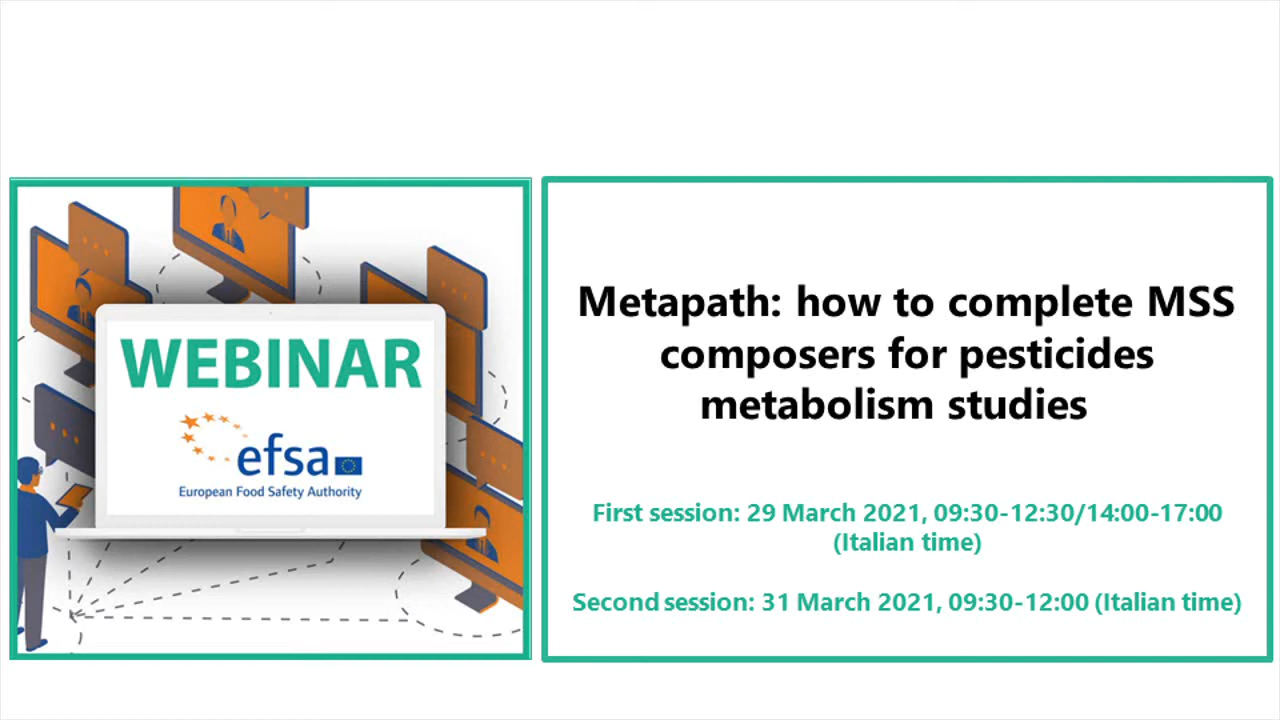 WEBINAR
efsa
European Food Safety Authority
Metapath: how to complete MSS
composers for pesticides
metabolism studies
First session: 29 March 2021, 09:30-12:30/14:00-17:00
(Italian time)
Second session: 31 March 2021, 09:30-12:00 (Italian time)